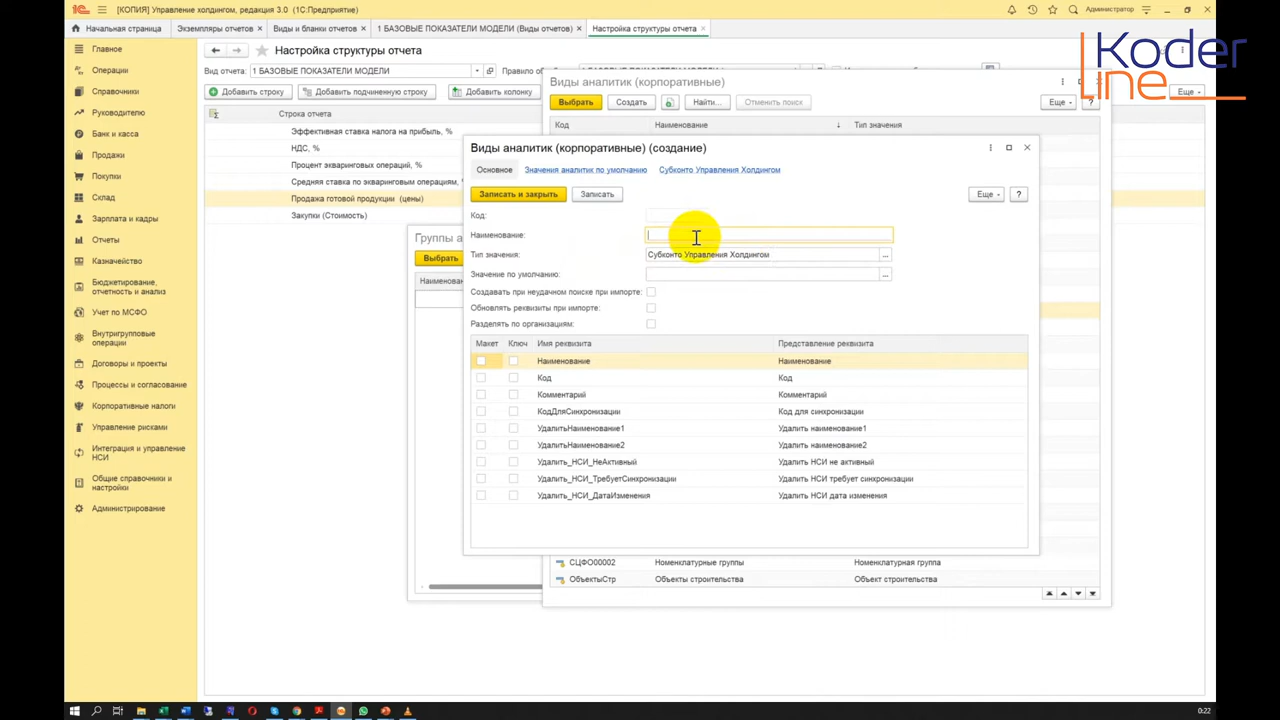 [КОПИЯ] Управление холдингом, редакция 3.0 (1С:Предприятие)
Администратор
Начальная страница
Экземпляры отчетов ×
Виды и бланки отчетов ×
1 БАЗОВЫЕ ПОКАЗАТЕЛИ МОДЕЛИ (Виды отчетов) ×
Настройка структуры отчета ×
Koder
Line
Главное
Операции
Справочники
Руководителю
Банк и касса
Продажи
Покупки
Склад
Зарплата и кадры
Отчеты
Казначейство
Бюджетирование,
отчетность и анализ
Учет по МСФО
Внутригрупповые
операции
Договоры и проекты
Процессы и согласование
Корпоративные налоги
Управление рисками
Интеграция и управление
НСИ
Общие справочники и
настройки
Администрирование
Настройка структуры отчета
Вид отчета: 1 БАЗОВЫЕ ПОКАЗАТЕЛИ МОДЕЛИ
Добавить строку
Добавить подчиненную строку
Добавить колонку
Еще
Строка отчета
Эффективная ставка налога на прибыль, %
НДС, %
Процент эквааринговых операций, %
Средняя ставка по эквааринговым операциям, %
Продажа готовой продукции (цены)
Закупки (Стоимость)
Выбрать
Виды аналитик (корпоративные)
Выбрать
Создать
Найти...
Отменить поиск
Еще
?
Код
Наименование
Тип значения
Виды аналитик (корпоративные) (создание)
Основное
Значения аналитик по умолчанию
Субконто Управления Холдингом
Записать и закрыть
Записать
Еще
?
Код:
Наименование:
Тип значения: Субконто Управления Холдингом
Значение по умолчанию:
Создавать при неудачном поиске при импорте:
Обновлять реквизиты при импорте:
Разделять по организациям:
Макет Ключ Имя реквизита Представление реквизита
Наименование Наименование
Код Код
Комментарий Комментарий
КодДляСинхронизации Код для синхронизации
УдалитьНаименование1 Удалить наименование1
УдалитьНаименование2 Удалить наименование2
Удалить_НСИ_НеАктивный Удалить НСИ не активный
Удалить_НСИ_ТребуетСинхронизации Удалить НСИ требует синхронизации
Удалить_НСИ_ДатаИзменения Удалить НСИ дата изменения
СЦФО00002 Номенклатурные группы Номенклатурная группа
ОбъектыСтр Объекты строительства Объект строительства
0:22